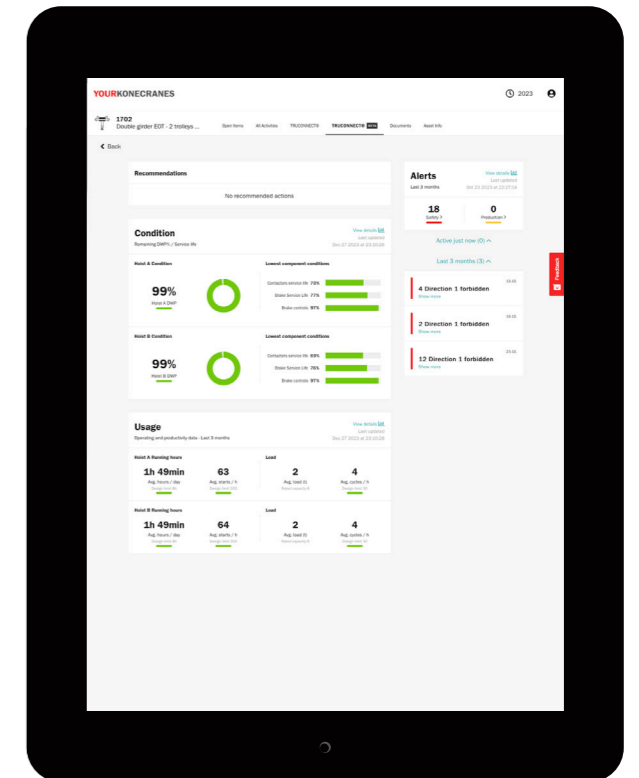 YOURKONECRANES
2023
1702
Double girder EOT - 2 trolleys ...
Open items
All Activities
TRUCONNECT®
TRUCONNECT® BETA
Documents
Asset Info
Back
Recommendations
No recommended actions
Condition
Remaining DWP% / Service life
View details
Last updated
Dec 27 2023 at 23:10:28
Hoist A Condition
99%
Hoist A DWP
Lowest component conditions
Contactors service life 78%
Brake Service Life 77%
Brake controls 97%
Hoist B Condition
99%
Hoist B DWP
Lowest component conditions
Contactors service life 69%
Brake Service Life 76%
Brake controls 97%
Usage
Operating and productivity data - Last 3 months
View details
Last updated
Dec 27 2023 at 23:10:28
Hoist A Running hours
1h 49min
Avg. hours / day
63
Avg. starts / h
Load
2
Avg. load (t)
4
Avg. cycles / h
Hoist B Running hours
1h 49min
Avg. hours / day
64
Avg. starts / h
Load
2
Avg. load (t)
4
Avg. cycles / h
Alerts
Last 3 months
View details
Last updated
18
Safety >
0
Production >
Active just now (0)
Last 3 months (3)
4 Direction 1 forbidden
Show more
2 Direction 1 forbidden
Show more
12 Direction 1 forbidden
Show more
Feedback